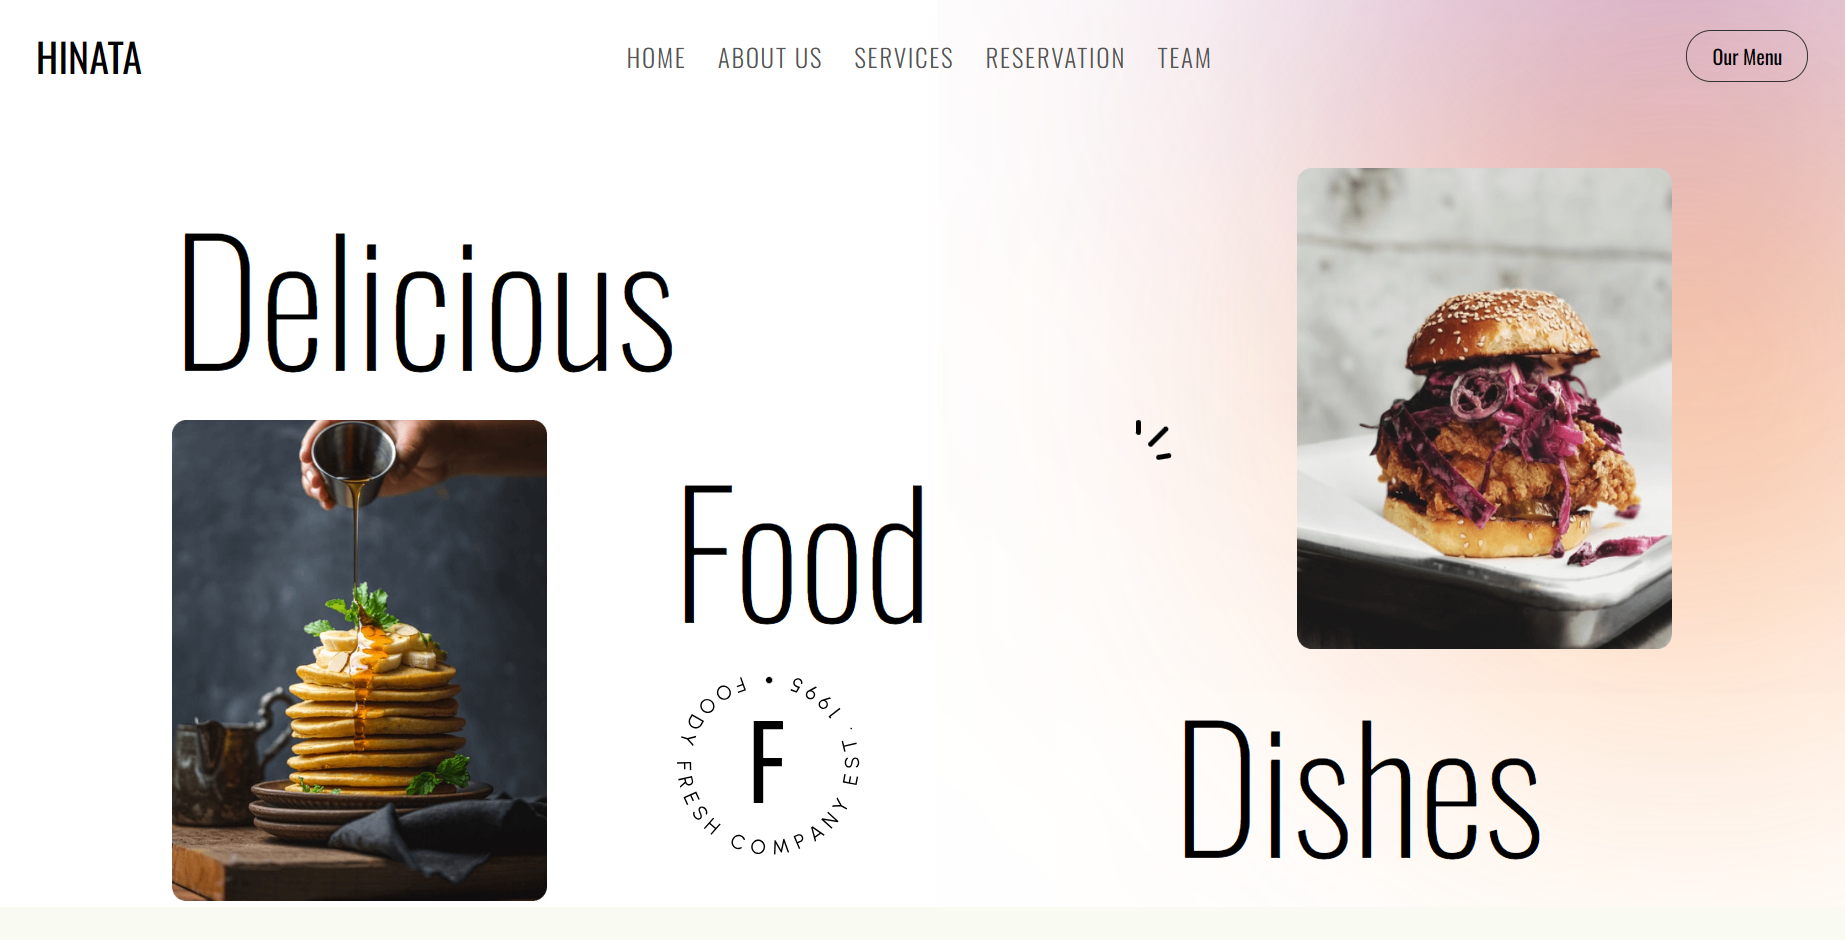 HINATA
HOME ABOUT US SERVICES RESERVATION TEAM
Our Menu
Delicious
Food
FOODY FRESH COMPANY EST. 1995 •
F
Dishes